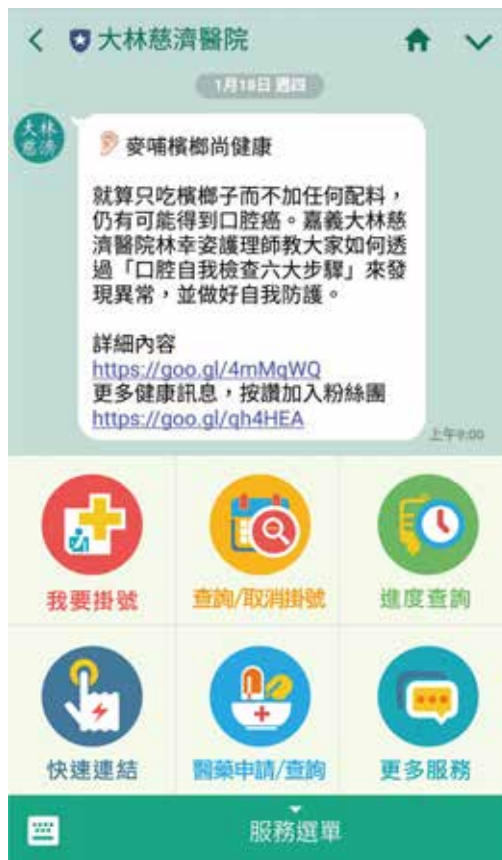 大林慈濟醫院
1月18日 週四
大林
慈濟
麥哺檳榔尚健康
就算只吃檳榔子而不加任何配料，
仍有可能得到口腔癌。嘉義大林慈
濟醫院林幸姿護理師教大家如何透
過「口腔自我檢查六大步驟」來發
現異常，並做好自我防護。
詳細內容
https://goo.gl/4mMqWQ
更多健康訊息，按讚加入粉絲團
https://goo.gl/qh4HEA
上午9:00
我要掛號
查詢/取消掛號
進度查詢
快速連結
醫藥申請/查詢
更多服務
服務選單